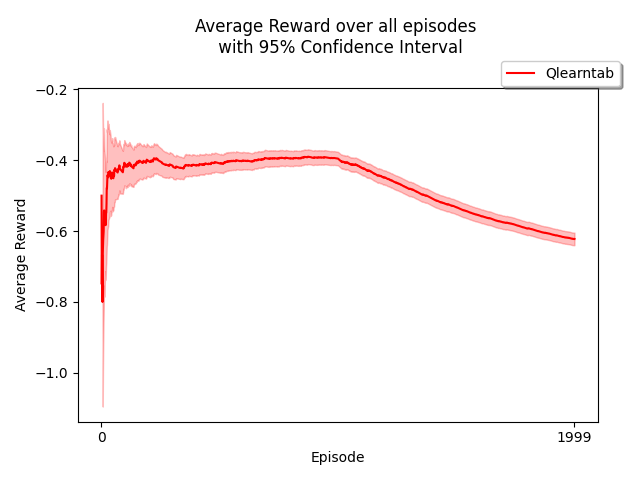 Average Reward over all episodes
with 95% Confidence Interval
Qlearntab
−0.2
−0.4
−0.6
−0.8
−1.0
Average Reward
0
1999
Episode